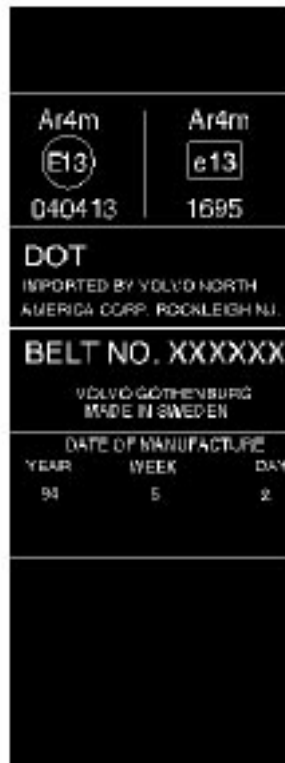 Ar4m Ar4m
E13 e13
040413 1695
DOT
IMPORTED BY VOLVO NORTH
AMERICA CORP. ROCKLEIGH NJ.
BELT NO. XXXXXX
VOLVO GOTHENBURG
MADE IN SWEDEN
DATE OF MANUFACTURE
YEAR WEEK DAY
94 5 2